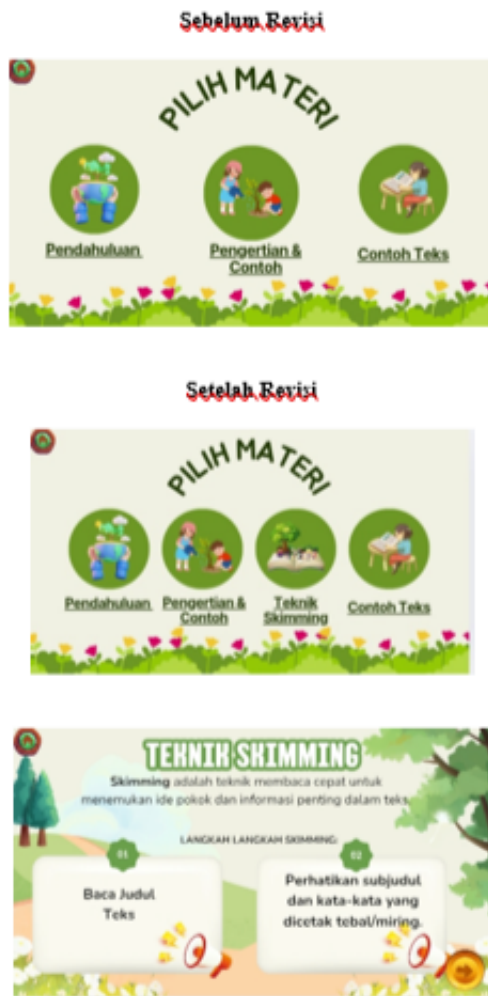 Sebelum Revisi
PILIH MATERI
Pendahuluan
Pengertian &
Contoh
Contoh Teks
Setelah Revisi
PILIH MATERI
Pendahuluan
Pengertian &
Contoh
Teknik
Skimming
Contoh Teks
TEKNIK SKIMMING
Skimming adalah teknik membaca cepat untuk
menemukan ide pokok dan informasi penting dalam teks.
LANGKAH LANGKAH SKIMMING:
01
Baca Judul
Teks
02
Perhatikan subjudul
dan kata-kata yang
dicetak tebal/miring.